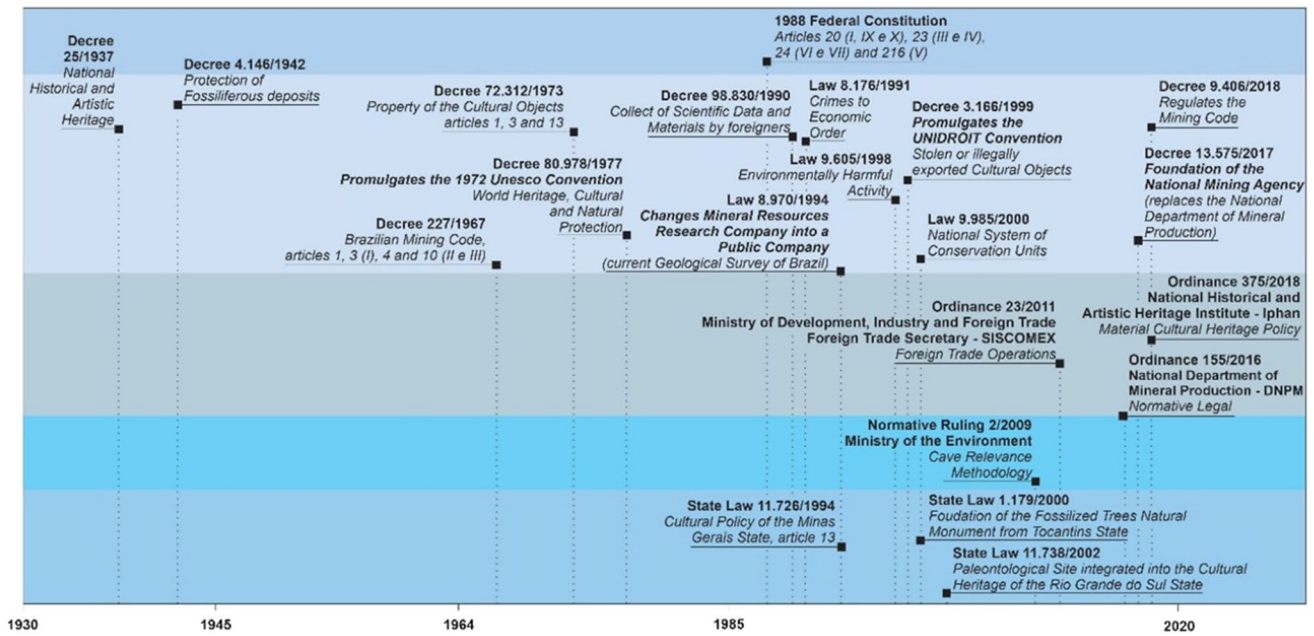 Decree
25/1937
National
Historical and
Artistic
Heritage
Decree 4.146/1942
Protection of
Fossiliferous deposits
1988 Federal Constitution
Articles 20 (I, IX e X), 23 (III e IV),
24 (VI e VII) and 216 (V)
Decree 72.312/1973
Property of the Cultural Objects
articles 1, 3 and 13
Decree 98.830/1990
Collect of Scientific Data and
Materials by foreigners
Law 8.176/1991
Crimes to
Economic
Order
Decree 3.166/1999
Promulgates the
UNIDROIT Convention
Stolen or illegally
exported Cultural Objects
Decree 9.406/2018
Regulates the
Mining Code
Decree 80.978/1977
Promulgates the 1972 Unesco Convention
World Heritage, Cultural
and Natural
Protection
Law 9.605/1998
Environmentally Harmful
Activity
Decree 13.575/2017
Foundation of the
National Mining Agency
(replaces the National
Department of Mineral
Production)
Decree 227/1967
Brazilian Mining Code,
articles 1, 3 (I), 4 and 10 (II e III)
Law 8.970/1994
Changes Mineral Resources
Research Company into a
Public Company
(current Geological Survey of Brazil)
Law 9.985/2000
National System of
Conservation Units
Ordinance 375/2018
National Historical and
Artistic Heritage Institute - Iphan
Material Cultural Heritage Policy
Ordinance 23/2011
Ministry of Development, Industry and Foreign Trade
Foreign Trade Secretary - SISCOMEX
Foreign Trade Operations
Ordinance 155/2016
National Department of
Mineral Production - DNPM
Normative Legal
Normative Ruling 2/2009
Ministry of the Environment
Cave Relevance
Methodology
State Law 11.726/1994
Cultural Policy of the Minas
Gerais State, article 13
State Law 1.179/2000
Foudation of the Fossilized Trees Natural
Monument from Tocantins State
State Law 11.738/2002
Paleontological Site integrated into the Cultural
Heritage of the Rio Grande do Sul State
1930 1945 1964 1985 2020